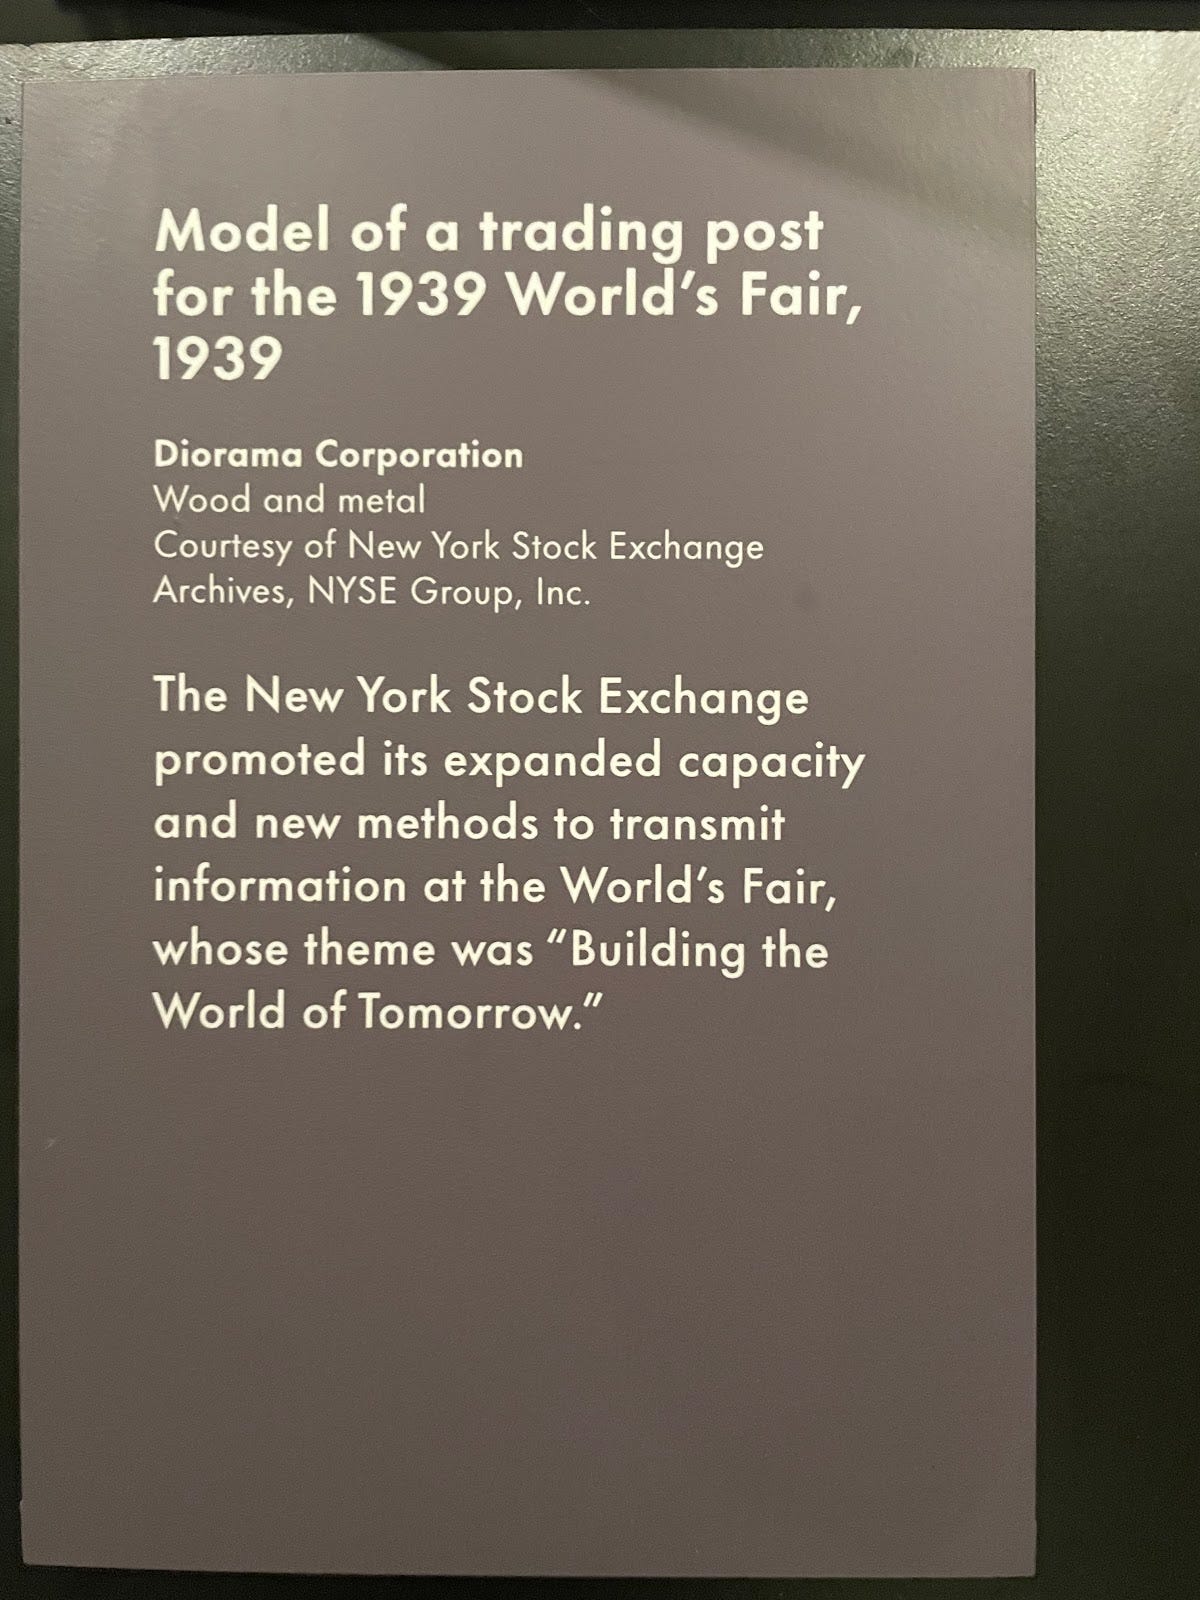 Model of a trading post
for the 1939 World’s Fair,
1939
Diorama Corporation
Wood and metal
Courtesy of New York Stock Exchange
Archives, NYSE Group, Inc.
The New York Stock Exchange
promoted its expanded capacity
and new methods to transmit
information at the World’s Fair,
whose theme was “Building the
World of Tomorrow.”